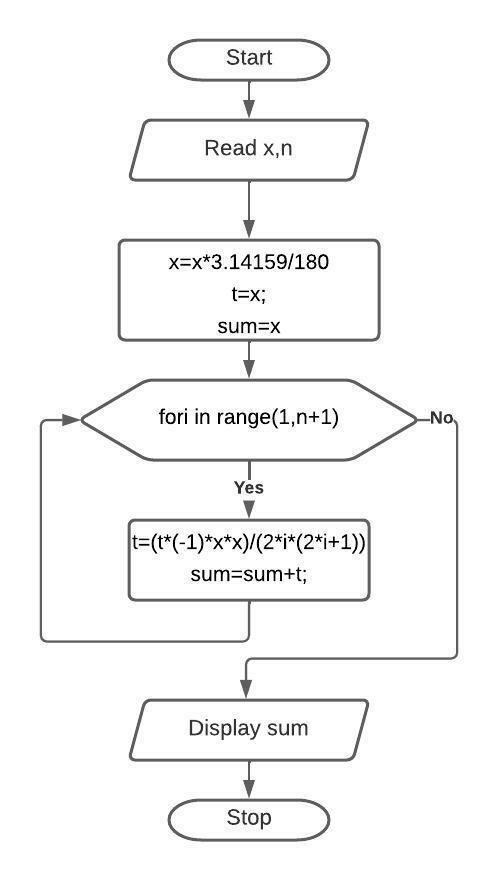 Start
Read x,n
x=x*3.14159/180
t=x;
sum=x
fori in range(1,n+1)
No
Yes
t=(t*(-1)*x*x)/(2*i*(2*i+1))
sum=sum+t;
Display sum
Stop